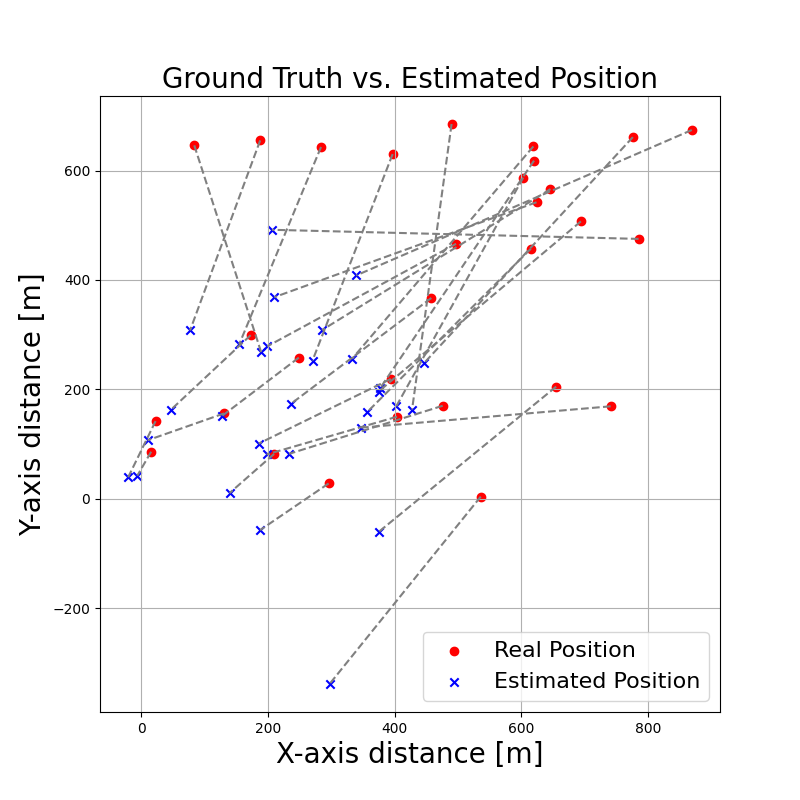 Ground Truth vs. Estimated Position
Y-axis distance [m]
600
400
200
0
−200
0 200 400 600 800
X-axis distance [m]
Real Position
Estimated Position